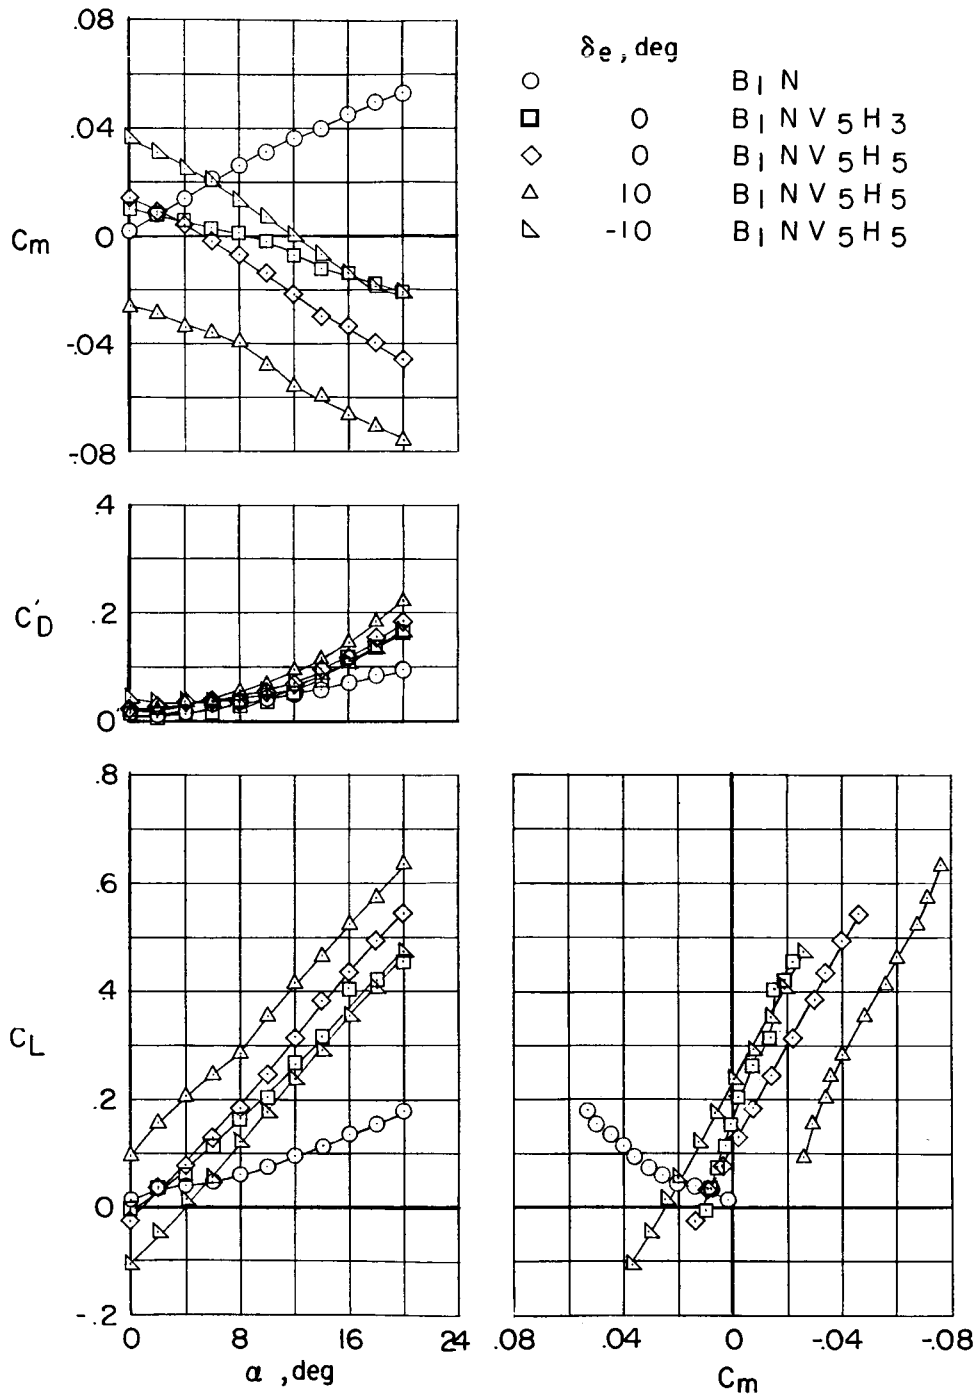 δe, deg
B1 N
0 B1 N V5 H3
0 B1 N V5 H5
10 B1 N V5 H5
-10 B1 N V5 H5
.08
.04
Cm
0
-.04
-.08
.4
C'D
.2
0
.8
.6
.4
CL
.2
0
-.2
0 8 16 24
α, deg
.08 .04 0 -.04 -.08
Cm